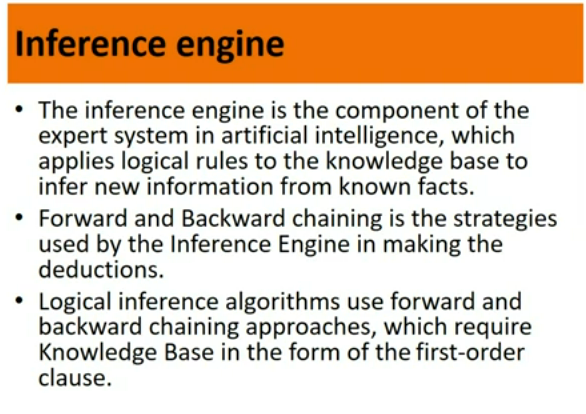 Inference engine
• The inference engine is the component of the
expert system in artificial intelligence, which
applies logical rules to the knowledge base to
infer new information from known facts.
• Forward and Backward chaining is the strategies
used by the Inference Engine in making the
deductions.
• Logical inference algorithms use forward and
backward chaining approaches, which require
Knowledge Base in the form of the first-order
clause.